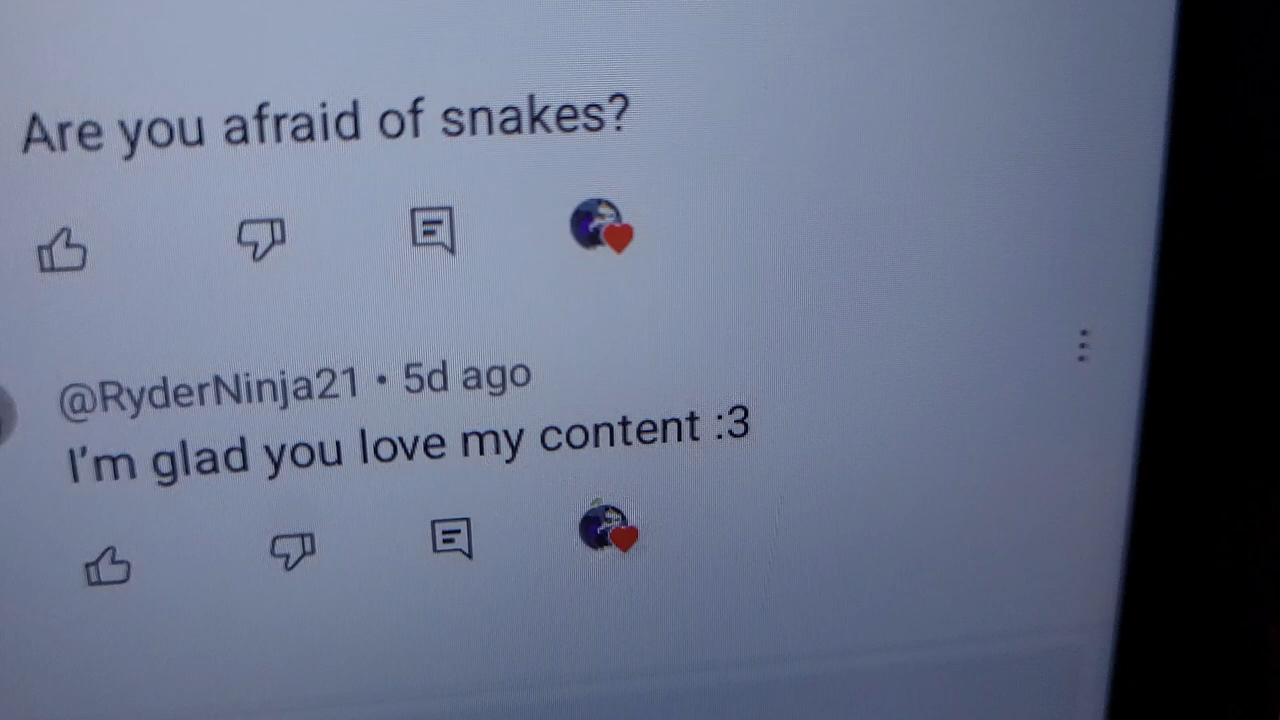 Are you afraid of snakes?
@RyderNinja21 • 5d ago
I'm glad you love my content :3